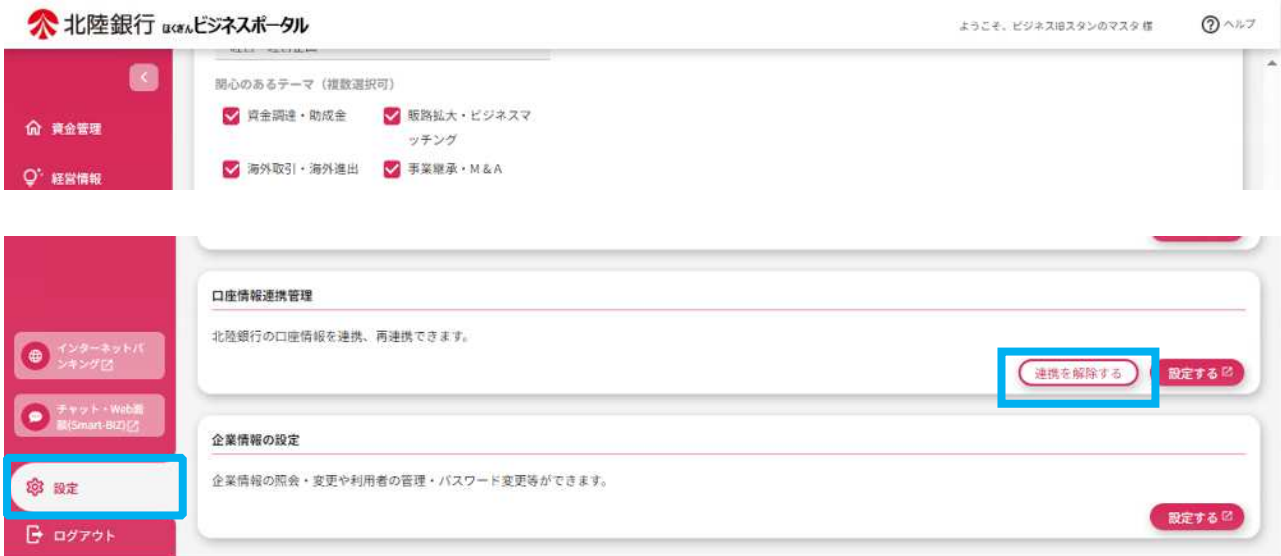 北陸銀行 ほくぎんビジネスポータル
ようこそ、ビジネスIBスタンのマスタ 様
ヘルプ
関心のあるテーマ（複数選択可）
資金調達・助成金
販路拡大・ビジネスマ
ッチング
海外取引・海外進出
事業継承・M＆A
資金管理
経営情報
口座情報連携管理
北陸銀行の口座情報を連携、再連携できます。
連携を解除する
設定する
インターネットバ
ンキング
チャット・Web面
談(Smart-BIZ)
企業情報の設定
企業情報の照会・変更や利用者の管理・パスワード変更等ができます。
設定する
設定
ログアウト